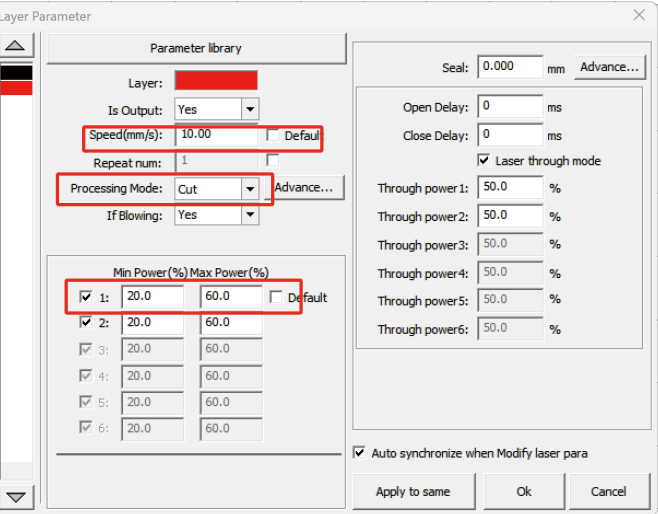 Layer Parameter
Parameter library
Layer:
Is Output: Yes
Speed(mm/s): 10.00 Default
Repeat num: 1
Processing Mode: Cut Advance...
If Blowing: Yes
Min Power(%) Max Power(%)
1: 20.0 60.0 Default
2: 20.0 60.0
3: 20.0 60.0
4: 20.0 60.0
5: 20.0 60.0
6: 20.0 60.0
Seal: 0.000 mm Advance...
Open Delay: 0 ms
Close Delay: 0 ms
Laser through mode
Through power1: 50.0 %
Through power2: 50.0 %
Through power3: 50.0 %
Through power4: 50.0 %
Through power5: 50.0 %
Through power6: 50.0 %
Auto synchronize when Modify laser para
Apply to same Ok Cancel